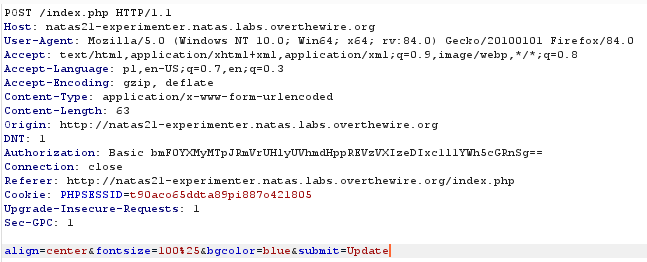 POST /index.php HTTP/1.1
Host: natas21-experimenter.natas.labs.overthewire.org
User-Agent: Mozilla/5.0 (Windows NT 10.0; Win64; x64; rv:84.0) Gecko/20100101 Firefox/84.0
Accept: text/html,application/xhtml+xml,application/xml;q=0.9,image/webp,*/*;q=0.8
Accept-Language: pl,en-US;q=0.7,en;q=0.3
Accept-Encoding: gzip, deflate
Content-Type: application/x-www-form-urlencoded
Content-Length: 63
Origin: http://natas21-experimenter.natas.labs.overthewire.org
DNT: 1
Authorization: Basic bmF0YXMyMTpJRmVrUHlyUVhmdHppREVzVXIzeDIxc1l1YWh5cGRnSg==
Connection: close
Referer: http://natas21-experimenter.natas.labs.overthewire.org/index.php
Cookie: PHPSESSID=t90aco65ddta89pi887o421805
Upgrade-Insecure-Requests: 1
Sec-GPC: 1
align=center&fontsize=100%25&bgcolor=blue&submit=Update